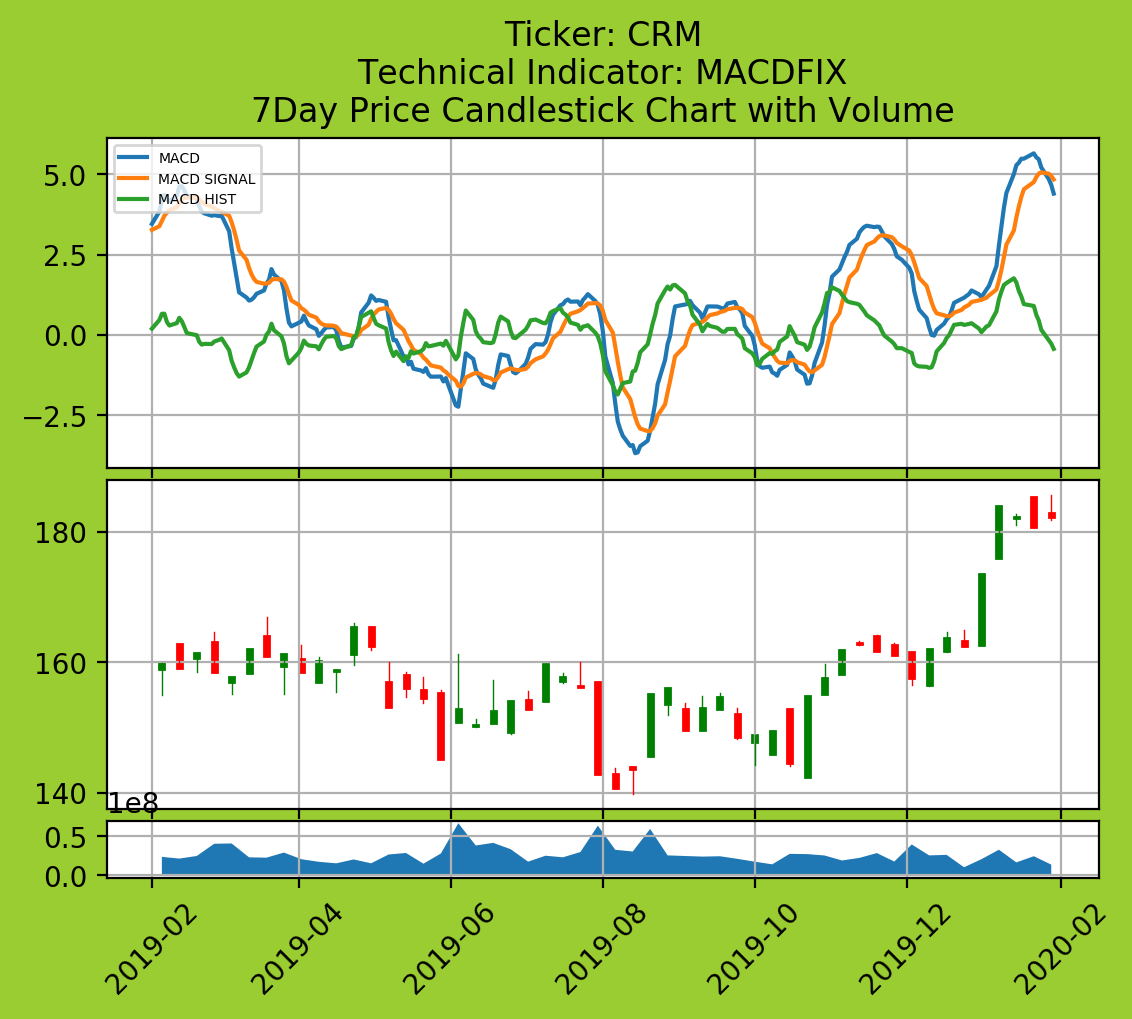 Ticker: CRM
Technical Indicator: MACDFIX
7Day Price Candlestick Chart with Volume
MACD
MACD SIGNAL
MACD HIST
5.0
2.5
0.0
−2.5
180
160
140
1e8
0.5
0.0
2019-02
2019-04
2019-06
2019-08
2019-10
2019-12
2020-02